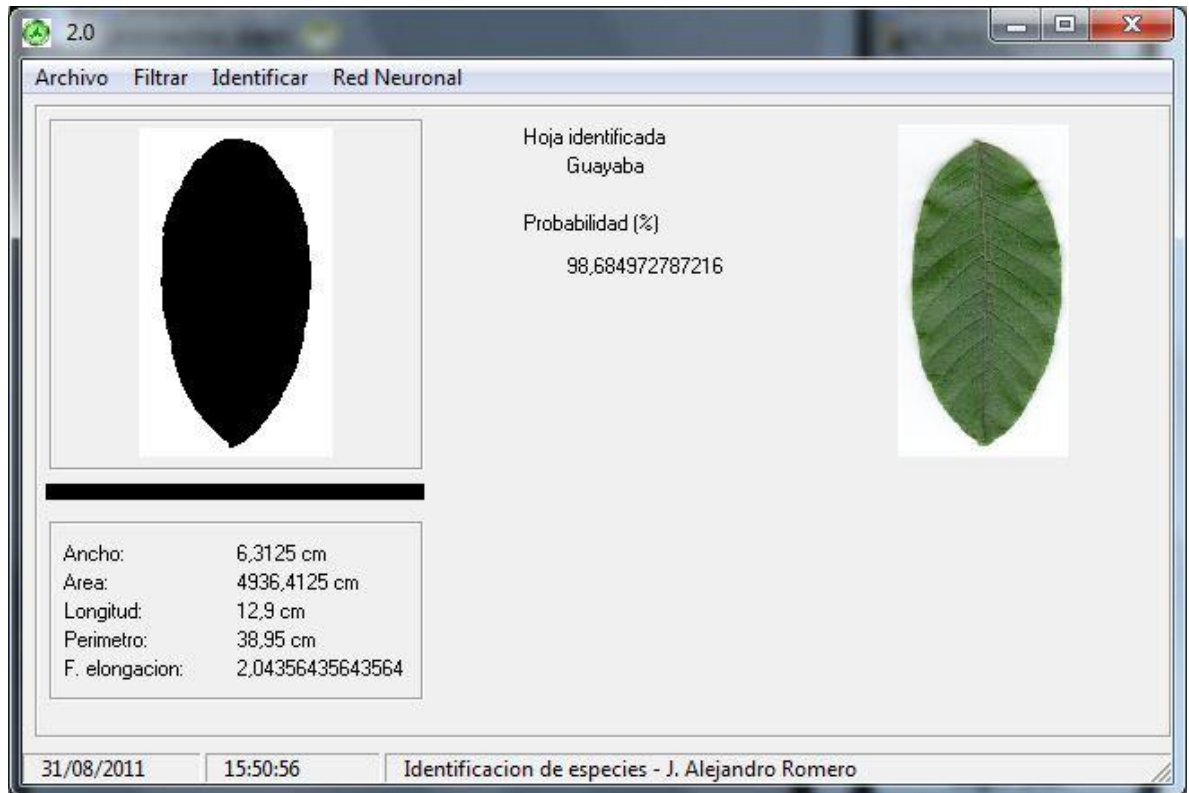 2.0
Archivo Filtrar Identificar Red Neuronal
Hoja identificada
Guayaba
Probabilidad (%)
98,684972787216
Ancho: 6,3125 cm
Area: 4936,4125 cm
Longitud: 12,9 cm
Perimetro: 38,95 cm
F. elongacion: 2,04356435643564
31/08/2011 15:50:56 Identificacion de especies - J. Alejandro Romero